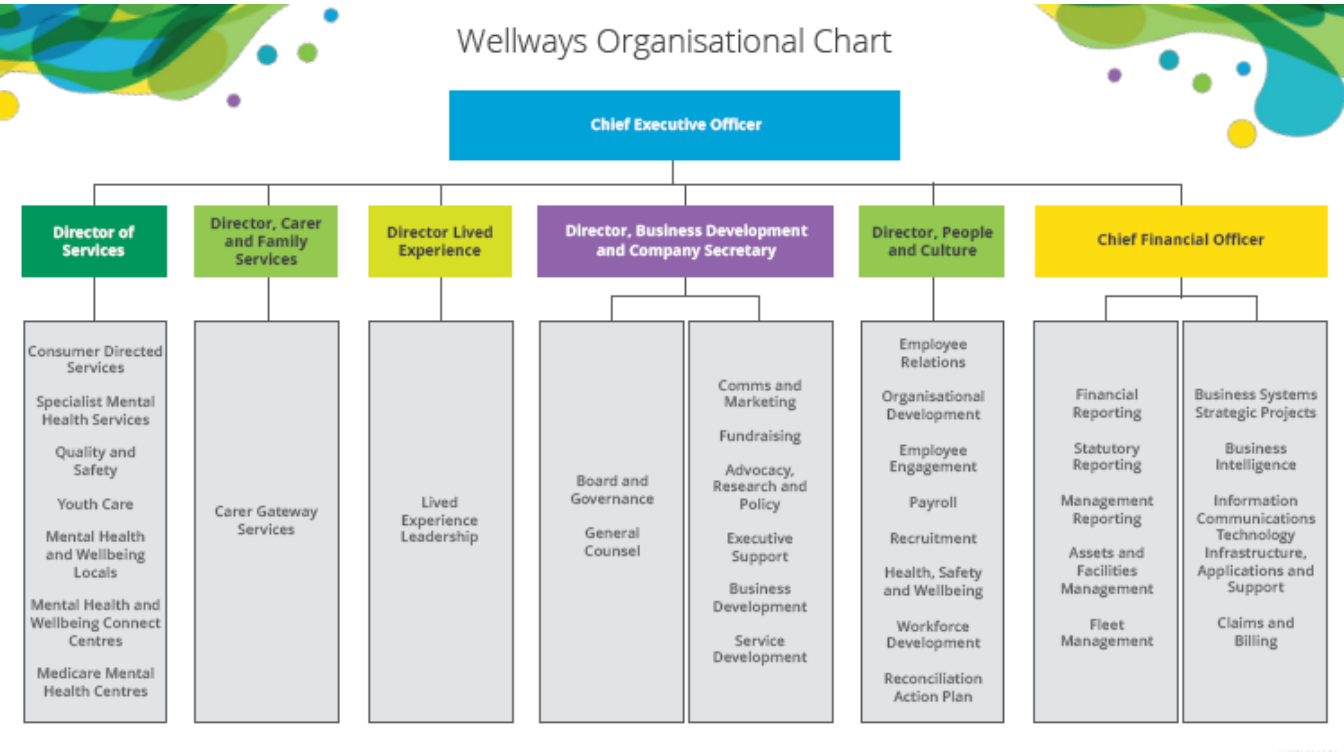 Wellways Organisational Chart
Chief Executive Officer
Director of
Services
Director, Carer
and Family
Services
Director Lived
Experience
Director, Business Development
and Company Secretary
Director, People
and Culture
Chief Financial Officer
Consumer Directed
Services
Specialist Mental
Health Services
Quality and
Safety
Youth Care
Mental Health
and Wellbeing
Locals
Mental Health and
Wellbeing Connect
Centres
Medicare Mental
Health Centres
Carer Gateway
Services
Lived
Experience
Leadership
Board and
Governance
General
Counsel
Comms and
Marketing
Fundraising
Advocacy,
Research and
Policy
Executive
Support
Business
Development
Service
Development
Employee
Relations
Organisational
Development
Employee
Engagement
Payroll
Recruitment
Health, Safety
and Wellbeing
Workforce
Development
Reconciliation
Action Plan
Financial
Reporting
Statutory
Reporting
Management
Reporting
Assets and
Facilities
Management
Fleet
Management
Business Systems
Strategic Projects
Business
Intelligence
Information
Communications
Technology
Infrastructure,
Applications and
Support
Claims and
Billing